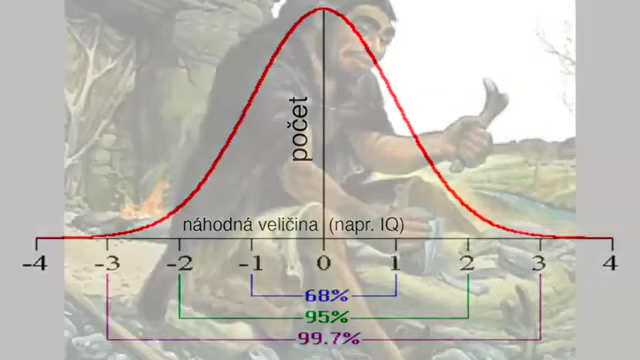 počet
náhodná veličina (napr. IQ)
-4 -3 -2 -1 0 1 2 3 4
68%
95%
99.7%